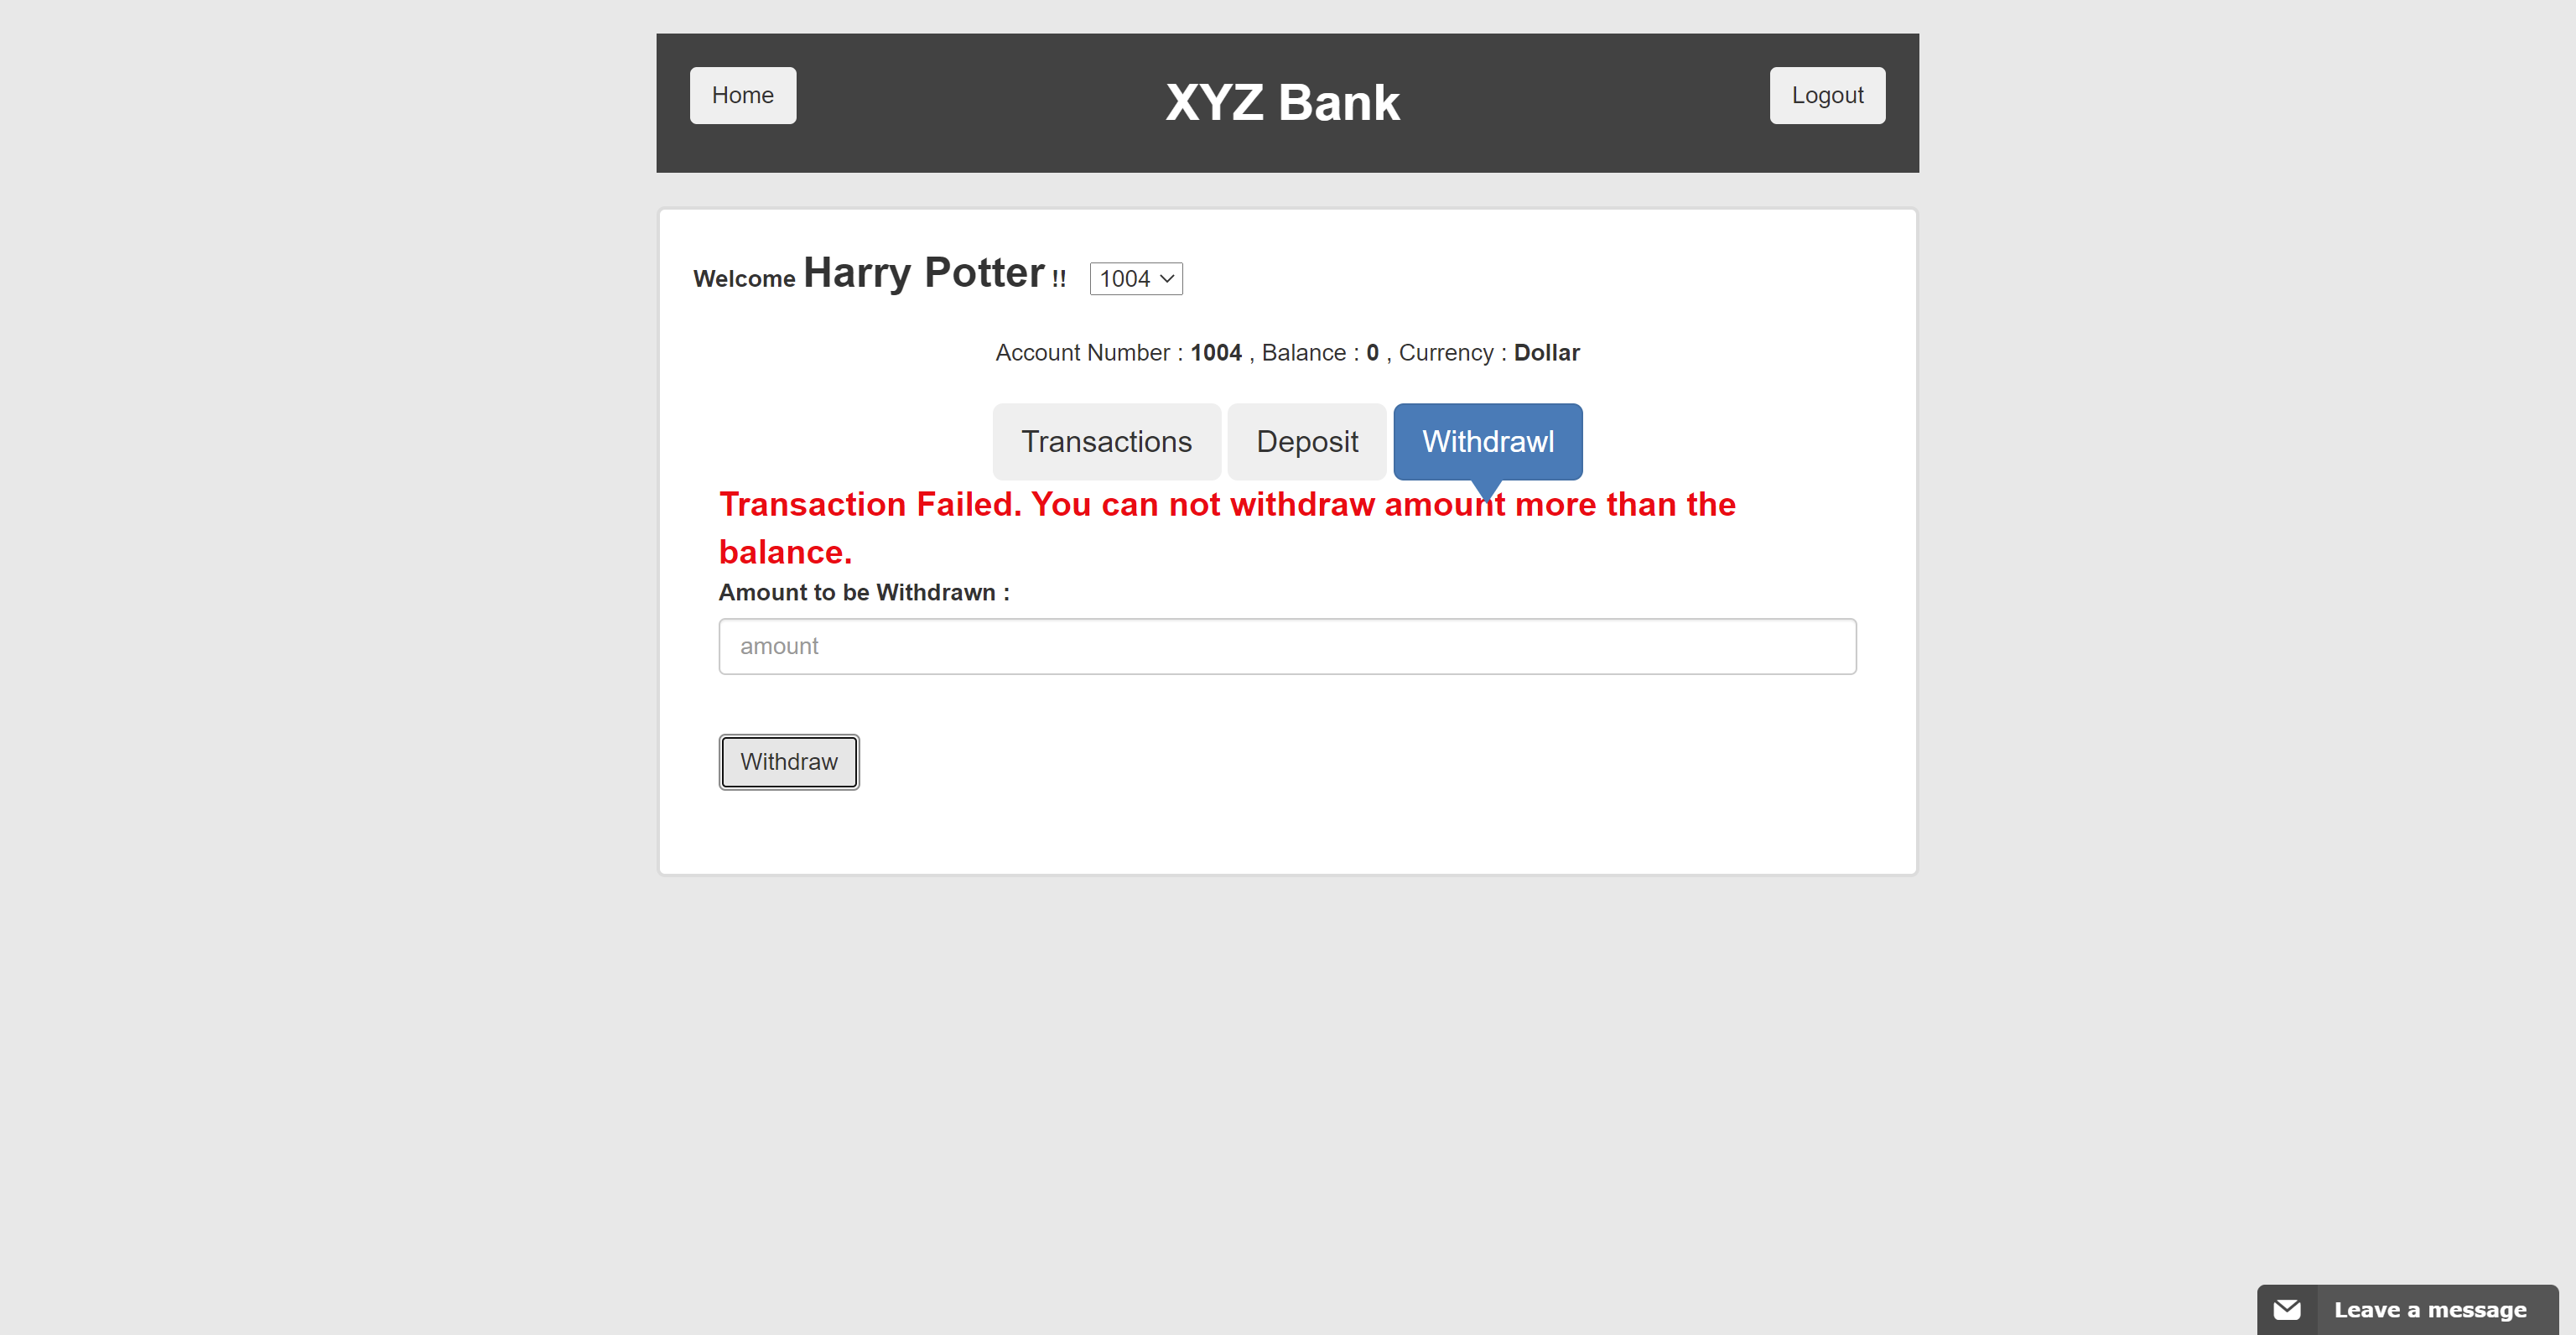 Home
XYZ Bank
Logout
Welcome Harry Potter !! 1004
Account Number : 1004 , Balance : 0 , Currency : Dollar
Transactions
Deposit
Withdrawl
Transaction Failed. You can not withdraw amount more than the
balance.
Amount to be Withdrawn :
amount
Withdraw
Leave a message